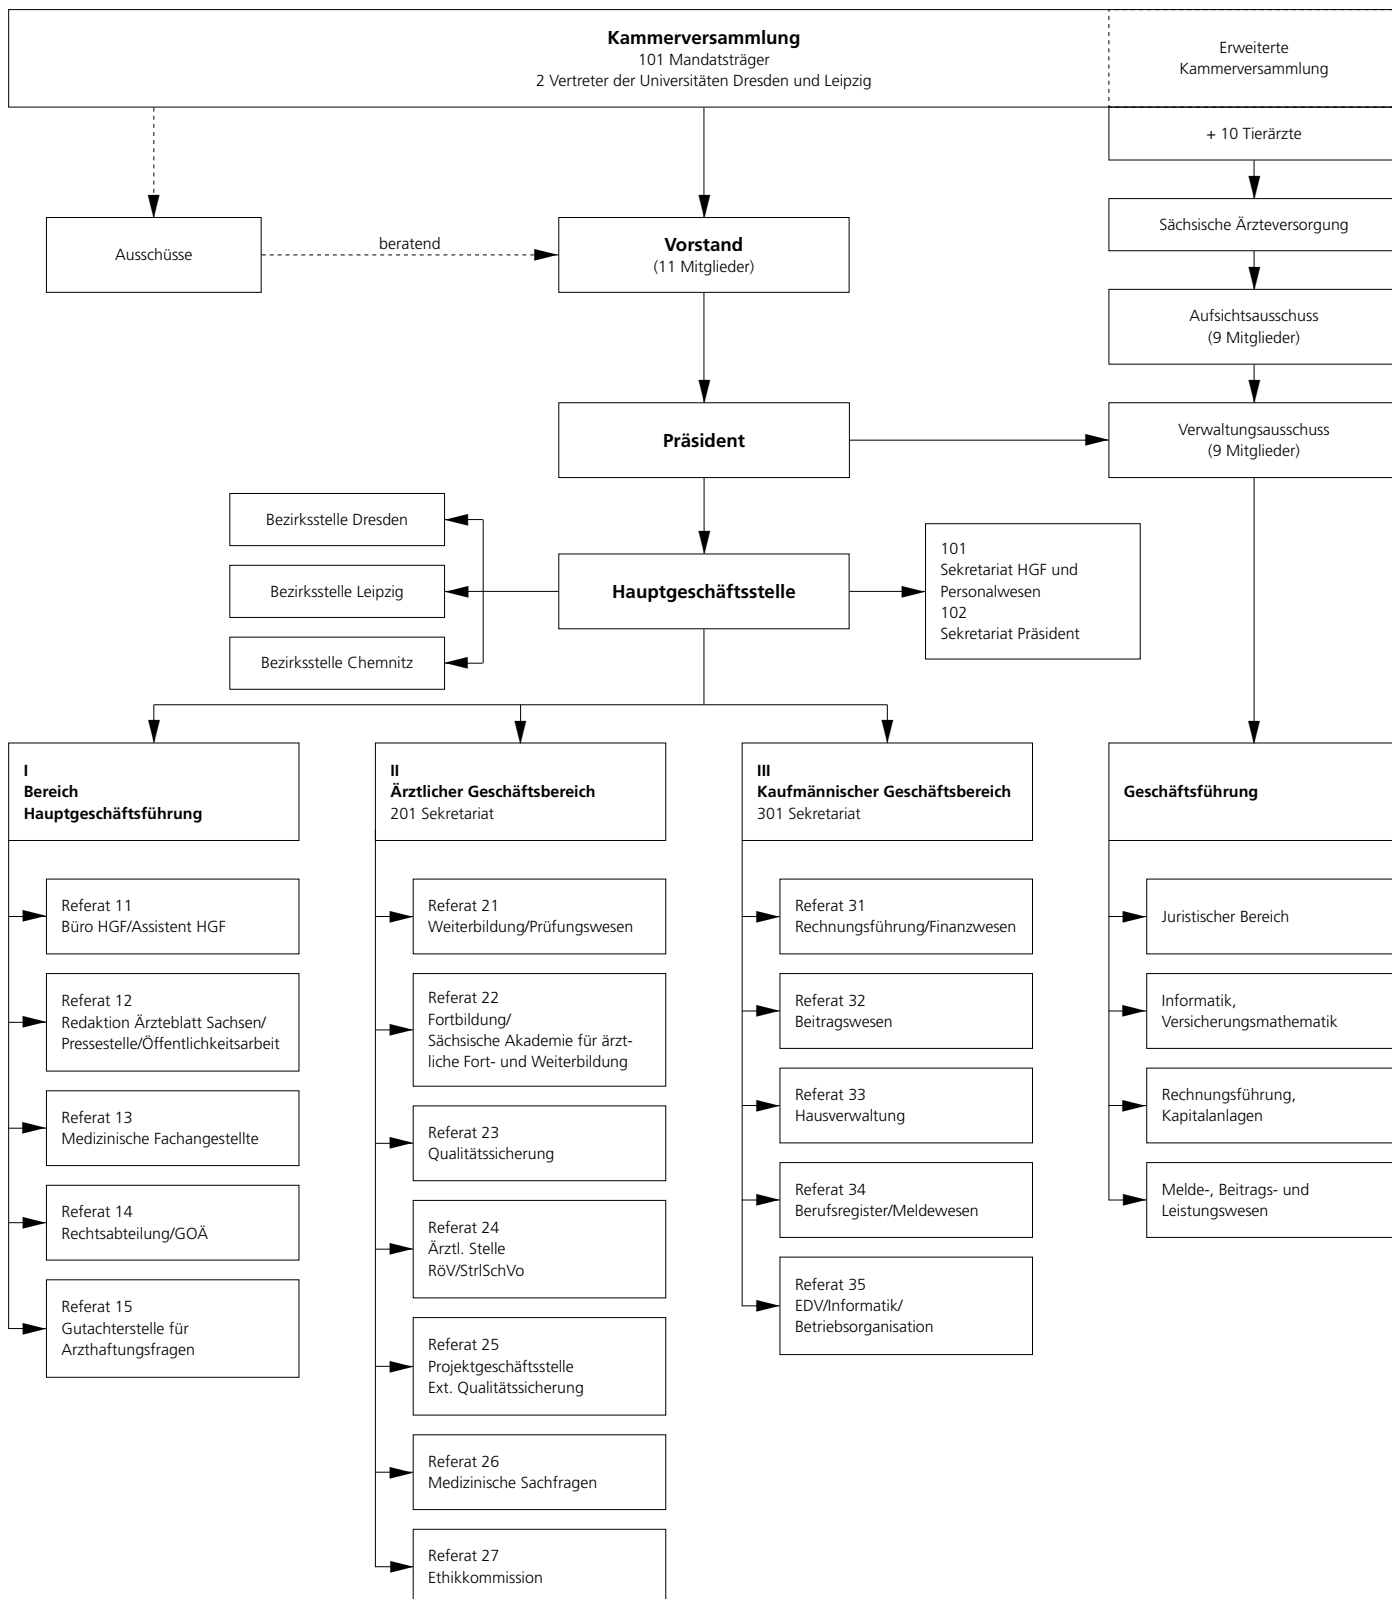 Kammerversammlung
101 Mandatsträger
2 Vertreter der Universitäten Dresden und Leipzig
Erweiterte
Kammerversammlung
+ 10 Tierärzte
Sächsische Ärzteversorgung
Ausschüsse
beratend
Vorstand
(11 Mitglieder)
Aufsichtsausschuss
(9 Mitglieder)
Präsident
Verwaltungsausschuss
(9 Mitglieder)
Bezirksstelle Dresden
Bezirksstelle Leipzig
Bezirksstelle Chemnitz
Hauptgeschäftsstelle
101
Sekretariat HGF und
Personalwesen
102
Sekretariat Präsident
I
Bereich
Hauptgeschäftsführung
Referat 11
Büro HGF/Assistent HGF
Referat 12
Redaktion Ärzteblatt Sachsen/
Pressestelle/Öffentlichkeitsarbeit
Referat 13
Medizinische Fachangestellte
Referat 14
Rechtsabteilung/GOÄ
Referat 15
Gutachterstelle für
Arzthaftungsfragen
II
Ärztlicher Geschäftsbereich
201 Sekretariat
Referat 21
Weiterbildung/Prüfungswesen
Referat 22
Fortbildung/
Sächsische Akademie für ärzt-
liche Fort- und Weiterbildung
Referat 23
Qualitätssicherung
Referat 24
Ärztl. Stelle
RöV/StrlSchVo
Referat 25
Projektgeschäftsstelle
Ext. Qualitätssicherung
Referat 26
Medizinische Sachfragen
Referat 27
Ethikkommission
III
Kaufmännischer Geschäftsbereich
301 Sekretariat
Referat 31
Rechnungsführung/Finanzwesen
Referat 32
Beitragswesen
Referat 33
Hausverwaltung
Referat 34
Berufsregister/Meldewesen
Referat 35
EDV/Informatik/
Betriebsorganisation
Geschäftsführung
Juristischer Bereich
Informatik,
Versicherungsmathematik
Rechnungsführung,
Kapitalanlagen
Melde-, Beitrags- und
Leistungswesen